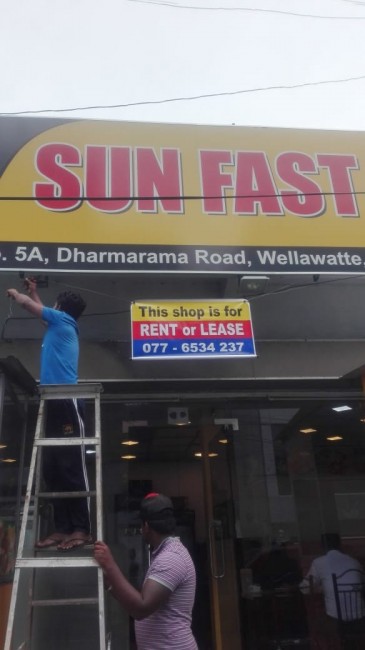 SUN FAST
. 5A, Dharmarama Road, Wellawatte.
This shop is for
RENT or LEASE
077 - 6534 237